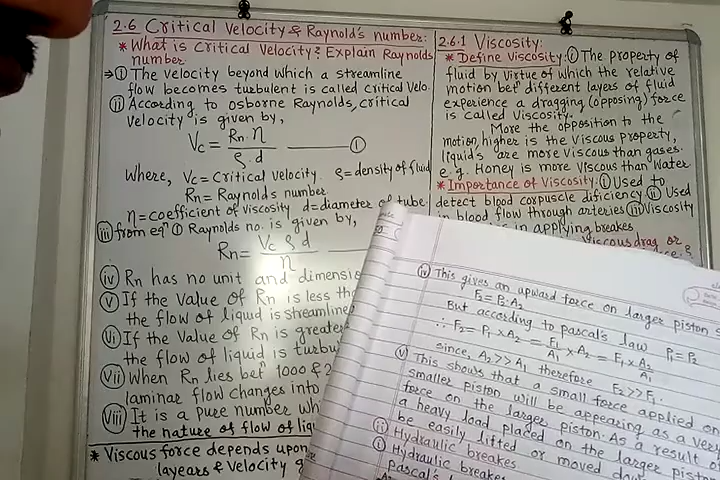 2.6 Critical Velocity & Raynold's number:
* What is Critical Velocity? Explain Raynolds
number.
⇒ (i) The velocity beyond which a streamline
flow becomes turbulent is called critical Velo.
(ii) According to osborne Raynolds, critical
velocity is given by,
Vc = Rn·η / ρ·d ——— (1)
Where, Vc = Critical velocity ρ = density of fluid
Rn = Raynolds number
η = coefficient of viscosity d = diameter of tube.
(iii) from eqn (1) Raynolds no. is given by,
Rn = Vc ρ d / η
(iv) Rn has no unit and dimensio
(v) If the Value of Rn is less tha
the flow of liquid is streamline
(vi) If the Value of Rn is greate
the flow of liquid is turbu
(vii) When Rn lies betn 1000 & 2
laminar flow changes into
(viii) It is a pure number whi
the nature of flow of liqu
* Viscous force depends upon
layears & velocity g
2.6.1 Viscosity:
* Define Viscosity: (i) The property of
fluid by virtue of which the relative
motion betn different layers of fluid
experience a dragging (opposing) force
is called Viscosity.
More the opposition to the
motion, higher is the viscous property,
liquid's are more viscous than gases.
e.g. Honey is more viscous than Water
* Importance of Viscosity: (i) Used to
detect blood corpuscle dificiency (ii) Used
in blood flow through arteries (iii) Viscosity
in applying breakes
viscous drag or
(iv) This gives an upward force on larger piston
F2 = P2·A2
But according to pascal's law P1 = P2
∴ F2 = P1 × A2 = F1/A1 × A2 = F1 × A2/A1
since, A2 >> A1 therefore F2 >> F1.
(v) This shows that a small force applied on
smaller piston will be appearing as a very
force on the larger piston. As a result of
a heavy load placed on the larger piston
be easily lifted or moved down
(ii) Hydraulic breakes
(i) Hydraulic breakes
pascal's